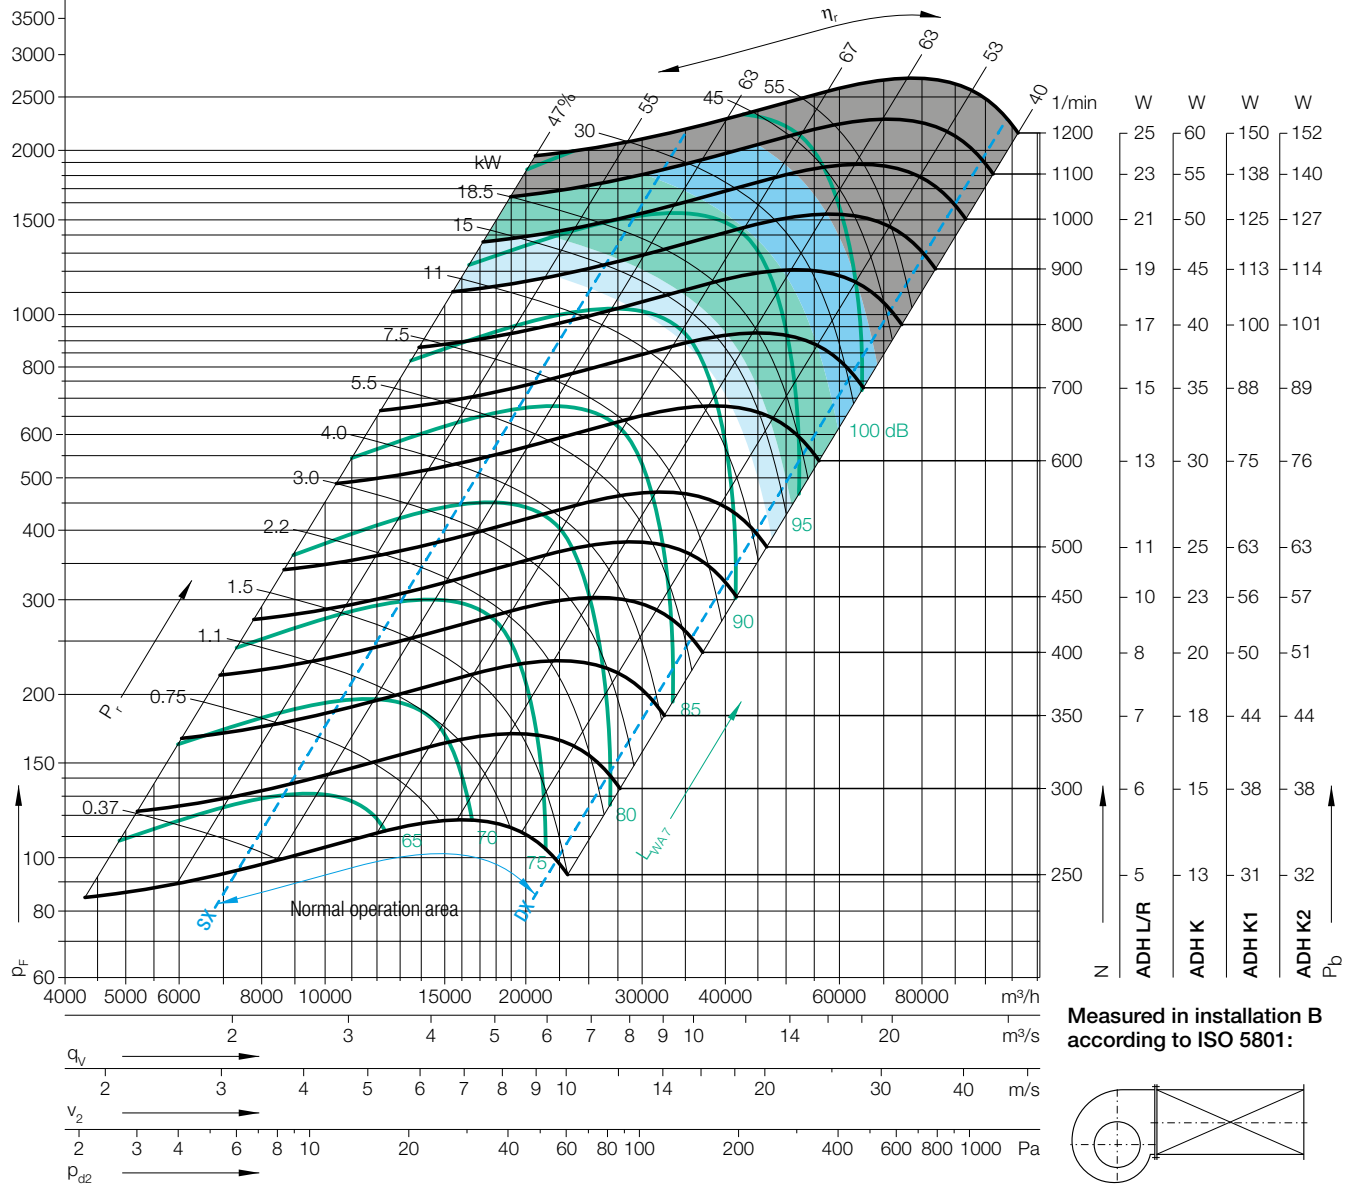 3500
3000
2500
2000
1500
1000
800
600
500
400
300
200
150
100
80
60
p_F
ηr
47%
55
63
67
63
53
40
kW
45
55
30
18.5
15
11
7.5
5.5
4.0
3.0
2.2
1.5
1.1
0.75
0.37
Pr
100 dB
95
90
85
80
75
70
65
L_WA7
SX
DX
Normal operation area
1/min W W W W
1200 25 60 150 152
1100 23 55 138 140
1000 21 50 125 127
900 19 45 113 114
800 17 40 100 101
700 15 35 88 89
600 13 30 75 76
500 11 25 63 63
450 10 23 56 57
400 8 20 50 51
350 7 18 44 44
300 6 15 38 38
250 5 13 31 32
N ADH L/R ADH K ADH K1 ADH K2 Pb
4000 5000 6000 8000 10000 15000 20000 30000 40000 60000 80000 m³/h
2 3 4 5 6 7 8 9 10 14 20 m³/s
qV
2 3 4 5 6 7 8 9 10 14 20 30 40 m/s
v2
2 3 4 6 8 10 20 40 60 80 100 200 400 600 800 1000 Pa
pd2
Measured in installation B
according to ISO 5801: